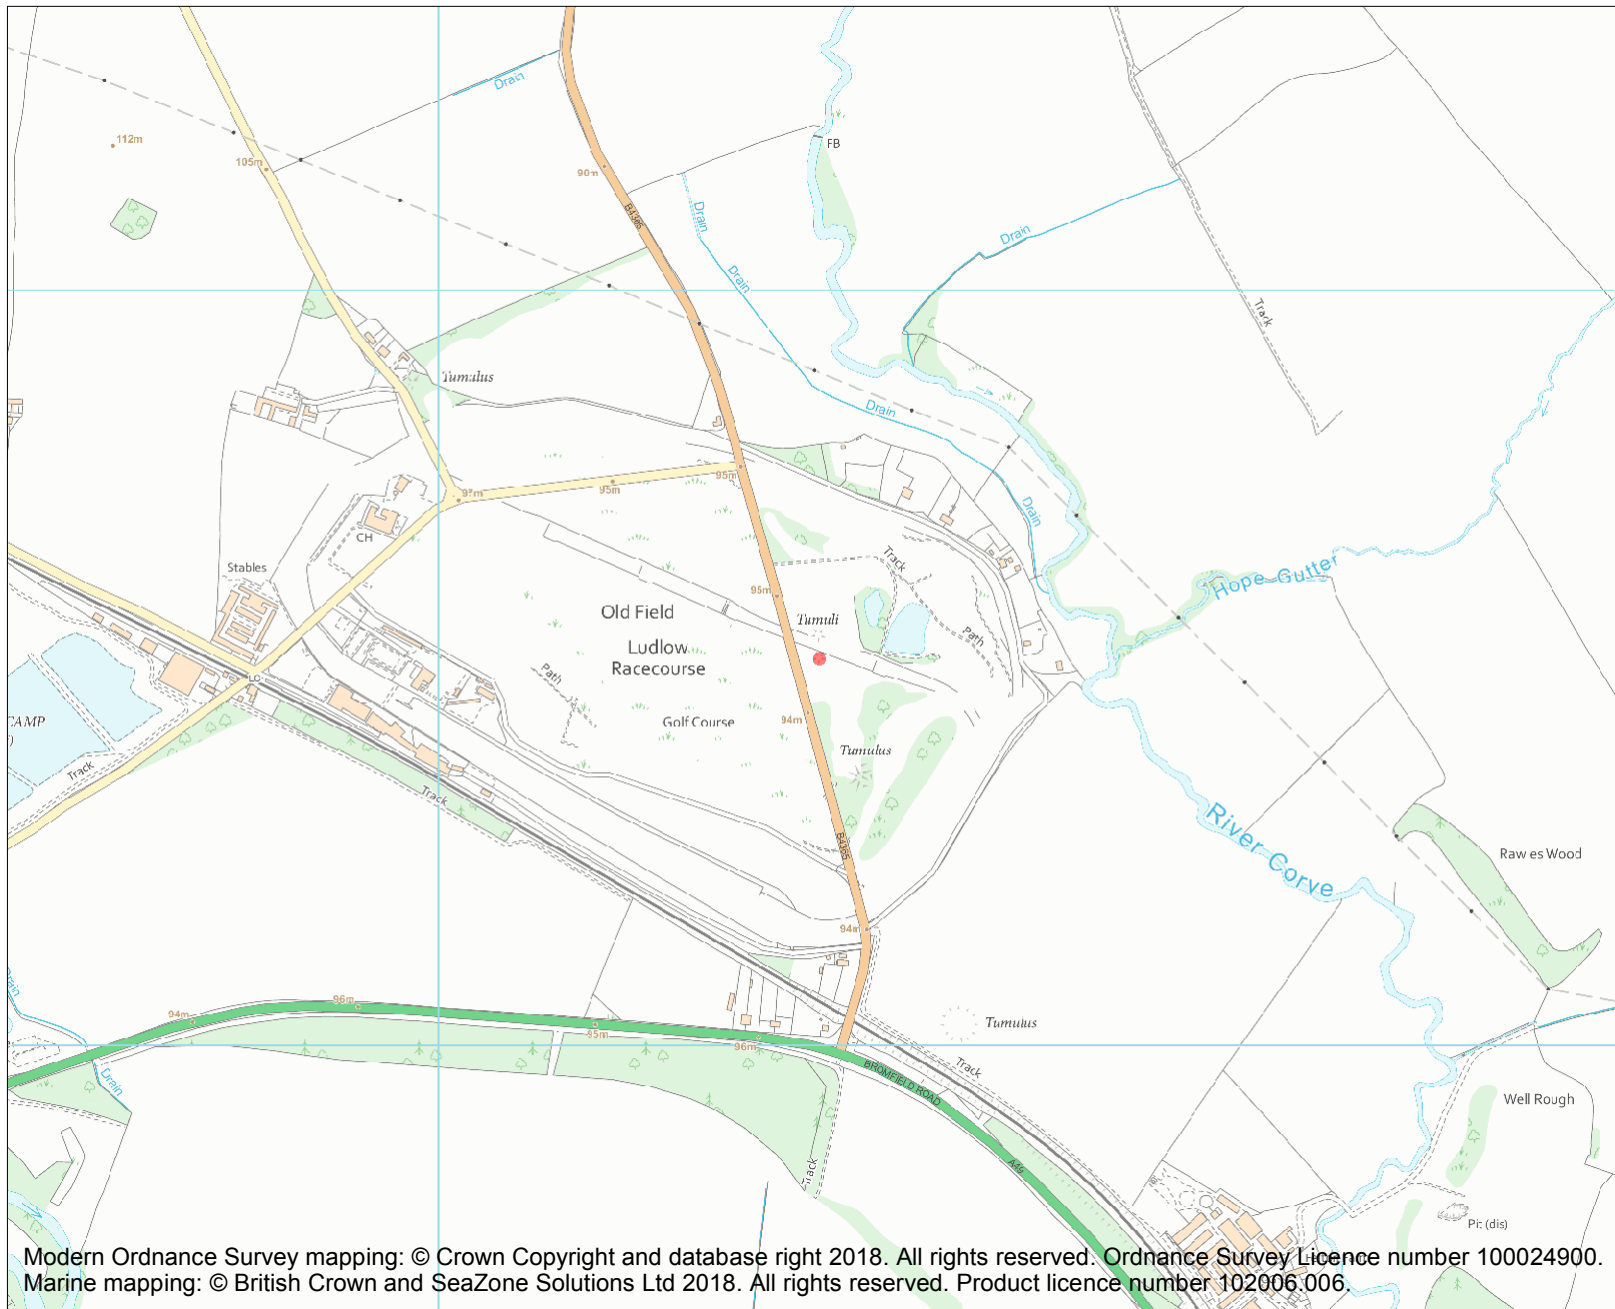 Drain
112m
105m
90m
FB
B4365
Drain
Drain
Drain
Track
Tumulus
Drain
97m
95m
95m
Drain
CH
Stables
Track
Hope Gutter
95m
Old Field
Tumuli
Ludlow
Racecourse
Path
Path
LC
CAMP
Golf Course
94m
Tumulus
Track
Track
River Corve
B4365
Rawles Wood
94m
96m
94m
95m
96m
Tumulus
Track
Drain
BROMFIELD ROAD
Well Rough
A49
Track
Pit (dis)
Modern Ordnance Survey mapping: © Crown Copyright and database right 2018. All rights reserved. Ordnance Survey Licence number 100024900.
Marine mapping: © British Crown and SeaZone Solutions Ltd 2018. All rights reserved. Product licence number 102006.006.